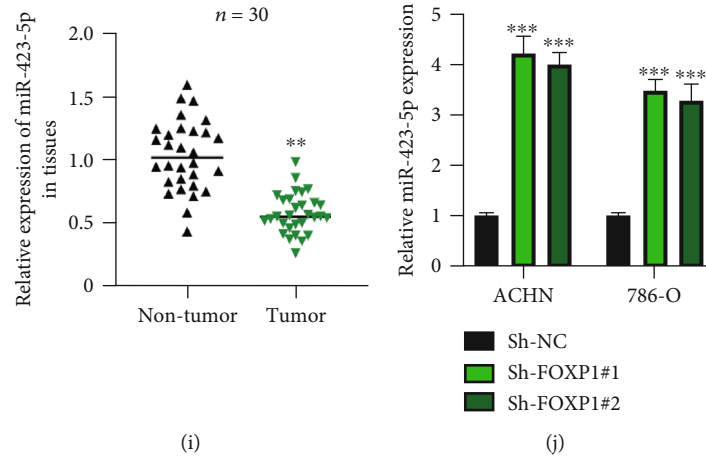 n = 30
Relative expression of miR-423-5p
in tissues
2.0
1.5
1.0
0.5
0
**
Non-tumor
Tumor
(i)
Relative miR-423-5p expression
5
4
3
2
1
0
***
***
***
***
ACHN
786-O
Sh-NC
Sh-FOXP1#1
Sh-FOXP1#2
(j)